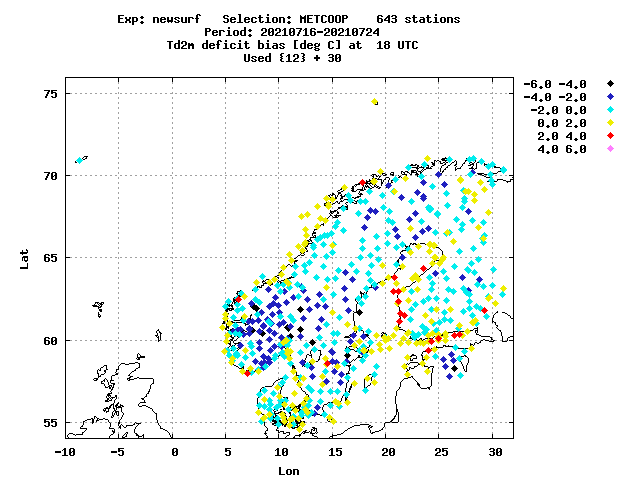 Exp: newsurf   Selection: METCOOP    643 stations
Period: 20210716-20210724
Td2m deficit bias [deg C] at  18 UTC
Used {12} + 30
-6.0 -4.0
-4.0 -2.0
-2.0 0.0
0.0 2.0
2.0 4.0
4.0 6.0
75
70
65
60
55
Lat
-10 -5 0 5 10 15 20 25 30
Lon